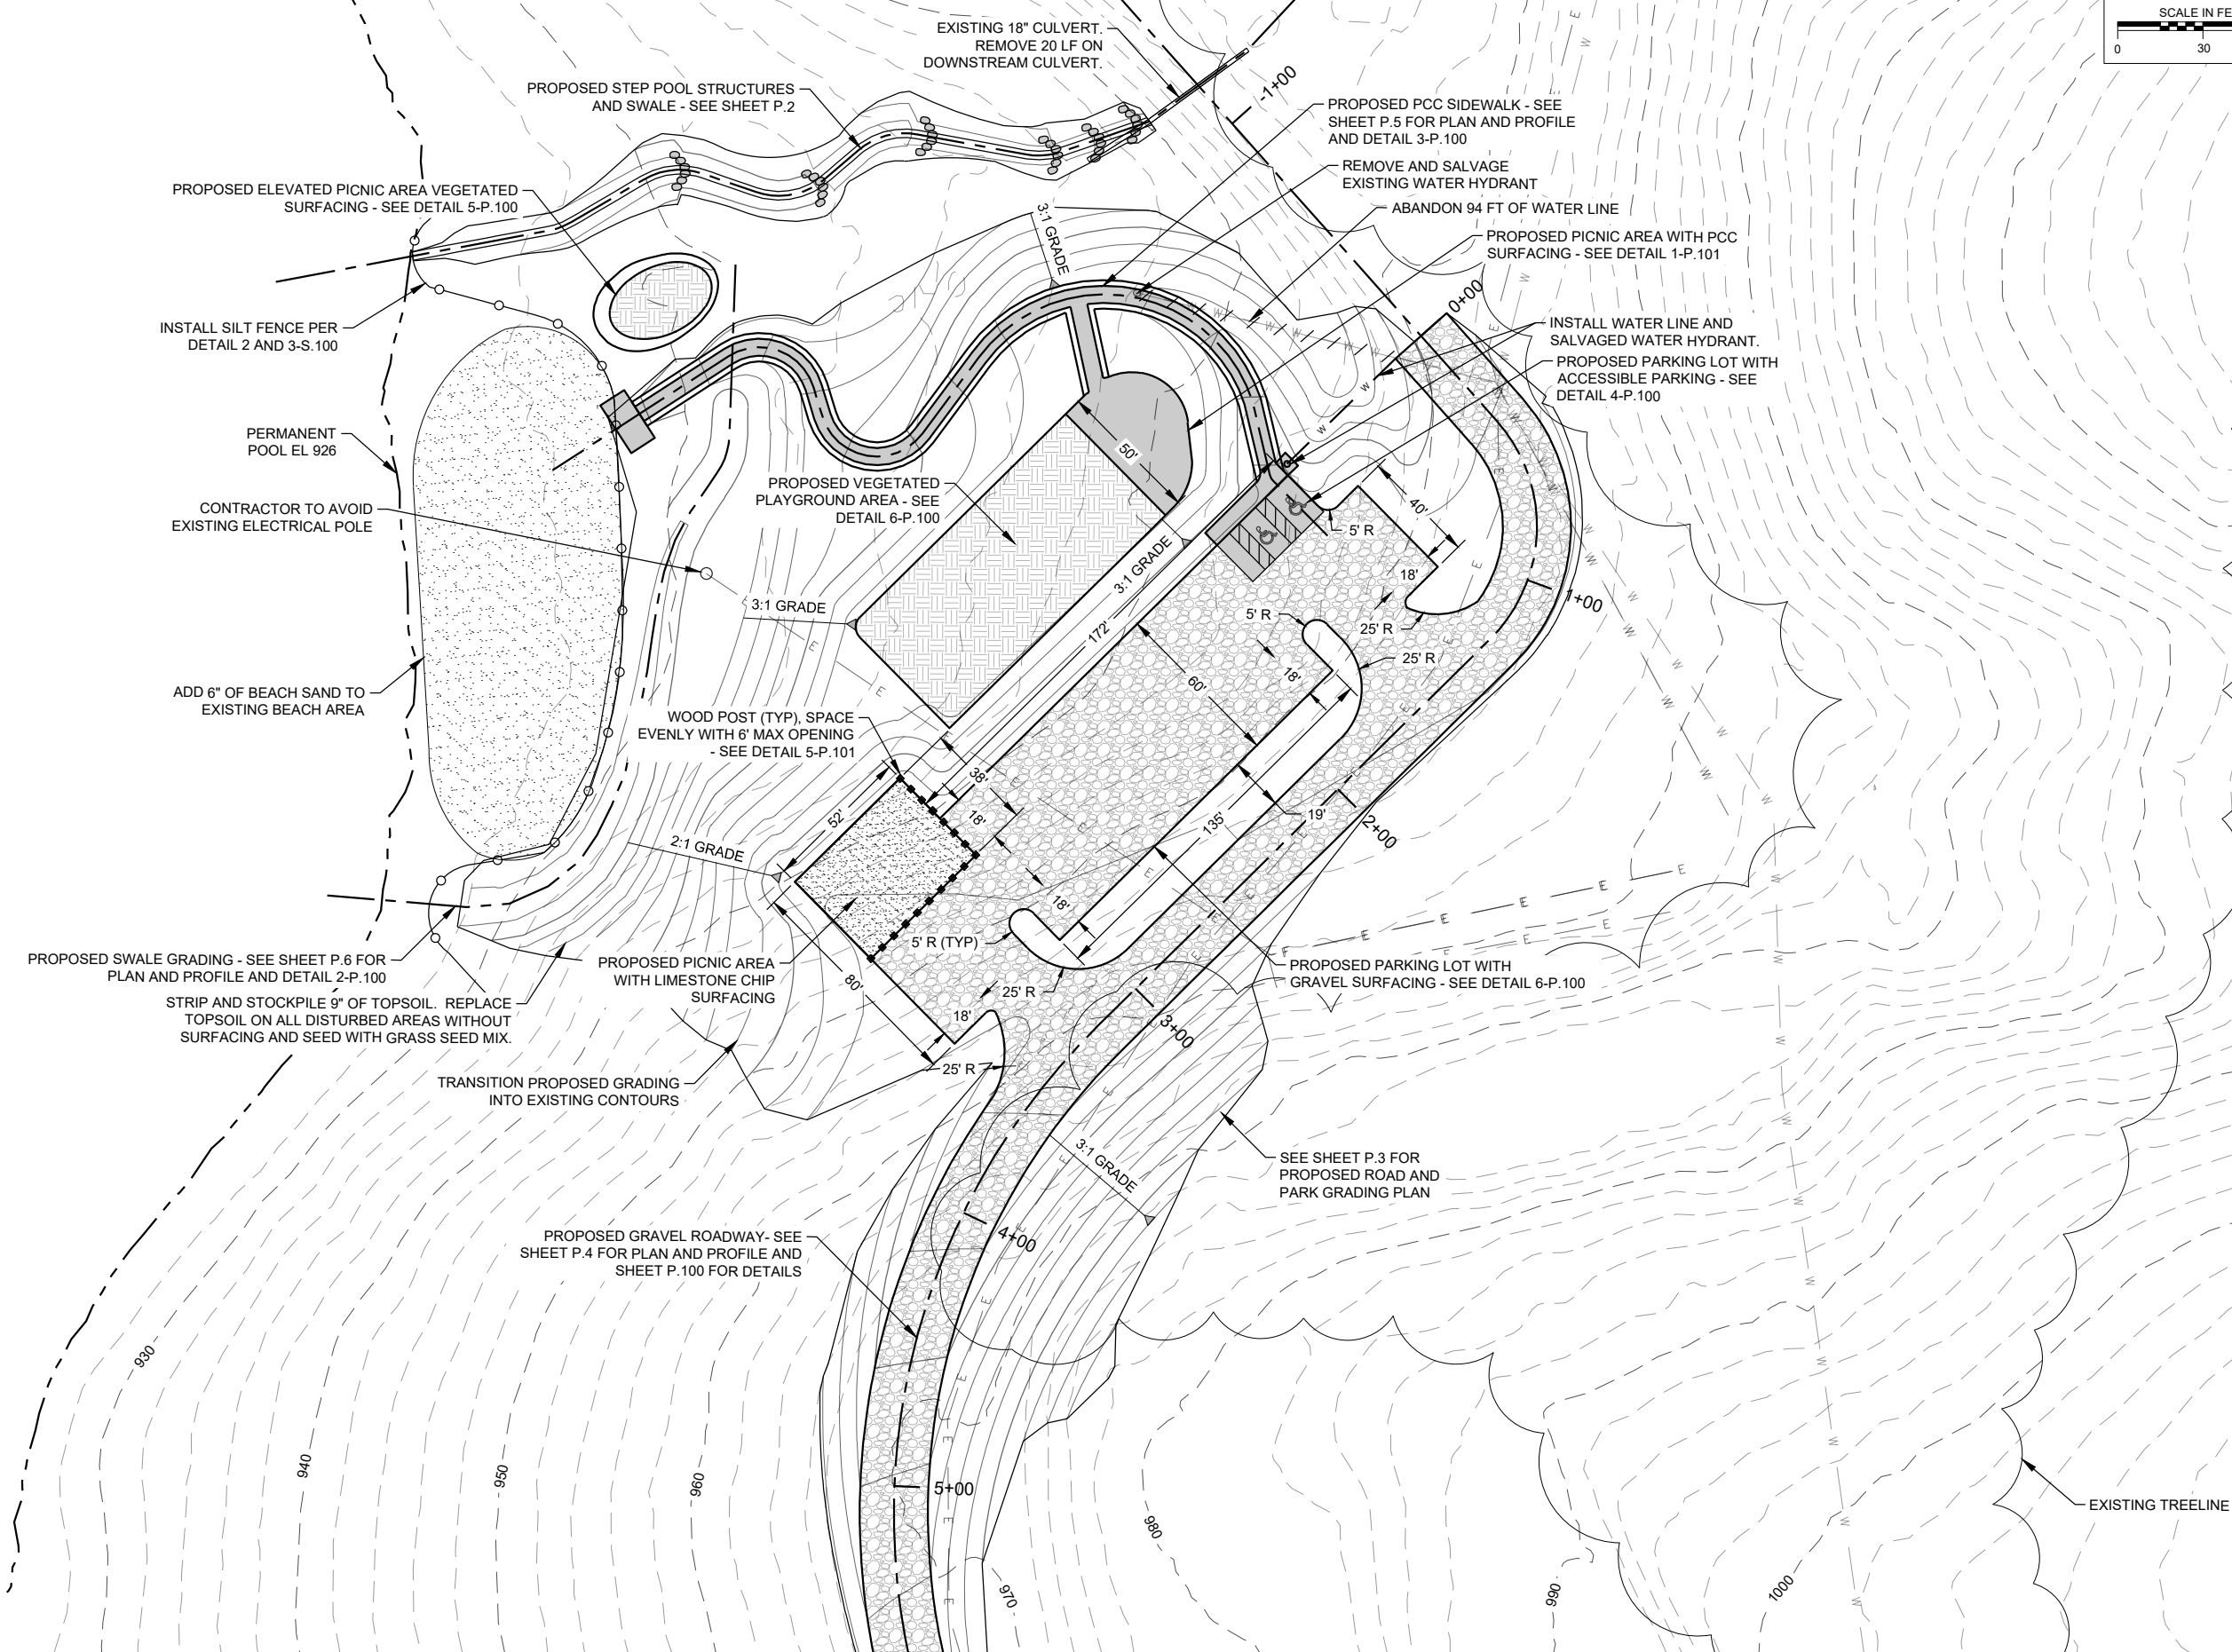 SCALE IN FE
0
30
EXISTING 18" CULVERT.
REMOVE 20 LF ON
DOWNSTREAM CULVERT.
-1+00
PROPOSED STEP POOL STRUCTURES
AND SWALE - SEE SHEET P.2
PROPOSED PCC SIDEWALK - SEE
SHEET P.5 FOR PLAN AND PROFILE
AND DETAIL 3-P.100
REMOVE AND SALVAGE
EXISTING WATER HYDRANT
PROPOSED ELEVATED PICNIC AREA VEGETATED
SURFACING - SEE DETAIL 5-P.100
ABANDON 94 FT OF WATER LINE
3:1 GRADE
PROPOSED PICNIC AREA WITH PCC
SURFACING - SEE DETAIL 1-P.101
0+00
INSTALL SILT FENCE PER
DETAIL 2 AND 3-S.100
INSTALL WATER LINE AND
SALVAGED WATER HYDRANT.
PROPOSED PARKING LOT WITH
ACCESSIBLE PARKING - SEE
DETAIL 4-P.100
PERMANENT
POOL EL 926
50'
PROPOSED VEGETATED
PLAYGROUND AREA - SEE
DETAIL 6-P.100
CONTRACTOR TO AVOID
EXISTING ELECTRICAL POLE
40'
5' R
3:1 GRADE
18'
1+00
3:1 GRADE
5' R
25' R
172'
25' R
18'
60'
ADD 6" OF BEACH SAND TO
EXISTING BEACH AREA
WOOD POST (TYP), SPACE
EVENLY WITH 6' MAX OPENING
- SEE DETAIL 5-P.101
38'
18'
52'
135'
19'
2+00
2:1 GRADE
18'
5' R (TYP)
PROPOSED SWALE GRADING - SEE SHEET P.6 FOR
PLAN AND PROFILE AND DETAIL 2-P.100
PROPOSED PICNIC AREA
WITH LIMESTONE CHIP
SURFACING
80'
25' R
18'
PROPOSED PARKING LOT WITH
GRAVEL SURFACING - SEE DETAIL 6-P.100
STRIP AND STOCKPILE 9" OF TOPSOIL. REPLACE
TOPSOIL ON ALL DISTURBED AREAS WITHOUT
SURFACING AND SEED WITH GRASS SEED MIX.
3+00
25' R
TRANSITION PROPOSED GRADING
INTO EXISTING CONTOURS
3:1 GRADE
SEE SHEET P.3 FOR
PROPOSED ROAD AND
PARK GRADING PLAN
PROPOSED GRAVEL ROADWAY- SEE
SHEET P.4 FOR PLAN AND PROFILE AND
SHEET P.100 FOR DETAILS
4+00
930
940
950
960
5+00
970
980
990
1000
EXISTING TREELINE